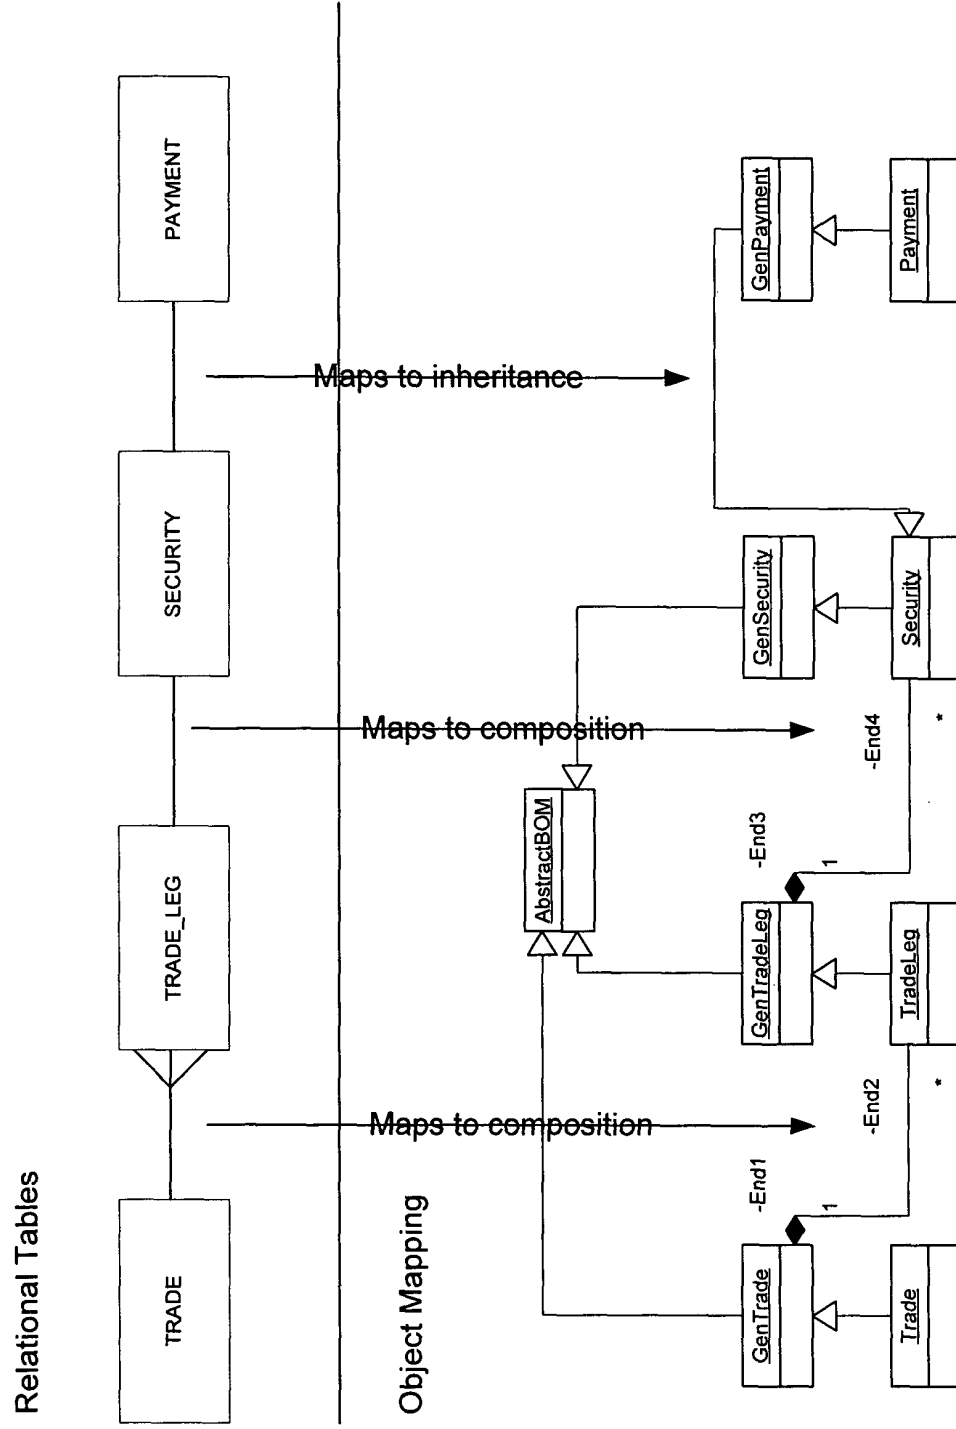 Relational Tables
TRADE
TRADE_LEG
SECURITY
PAYMENT
Maps to composition
Maps to composition
Maps to inheritance
Object Mapping
AbstractBOM
GenTrade
-End1
1
GenTradeLeg
-End3
1
GenSecurity
GenPayment
Trade
-End2
*
TradeLeg
-End4
*
Security
Payment